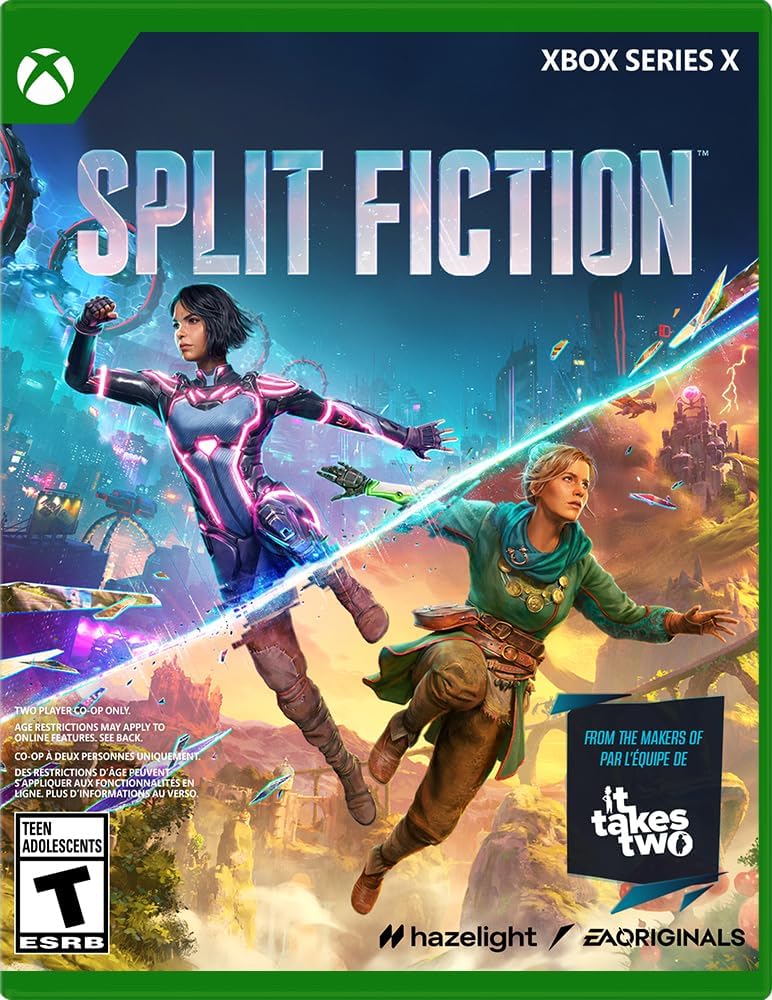 XBOX SERIES X
SPLIT FICTION™
TWO PLAYER CO-OP ONLY.
AGE RESTRICTIONS MAY APPLY TO
ONLINE FEATURES. SEE BACK.
CO-OP À DEUX PERSONNES UNIQUEMENT.
DES RESTRICTIONS D'ÂGE PEUVENT
S'APPLIQUER AUX FONCTIONNALITÉS EN
LIGNE. PLUS D'INFORMATIONS AU VERSO.
FROM THE MAKERS OF
PAR L'ÉQUIPE DE
it
takes
two
TEEN
ADOLESCENTS
T
ESRB
hazelight
EA ORIGINALS